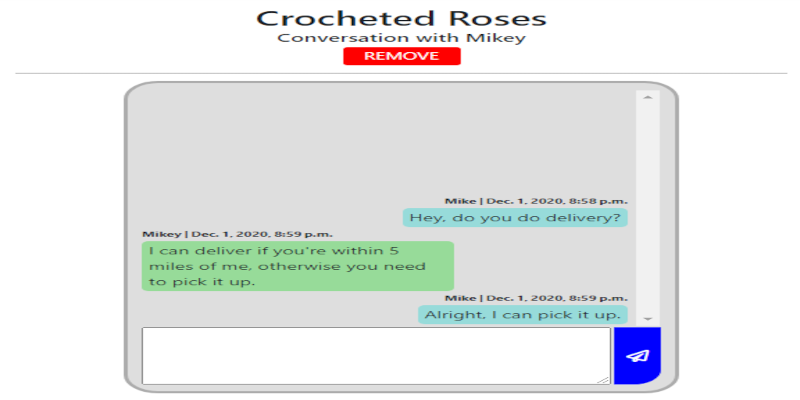 Crocheted Roses
Conversation with Mikey
REMOVE
Mike | Dec. 1, 2020, 8:58 p.m.
Hey, do you do delivery?
Mikey | Dec. 1, 2020, 8:59 p.m.
I can deliver if you're within 5
miles of me, otherwise you need
to pick it up.
Mike | Dec. 1, 2020, 8:59 p.m.
Alright, I can pick it up.